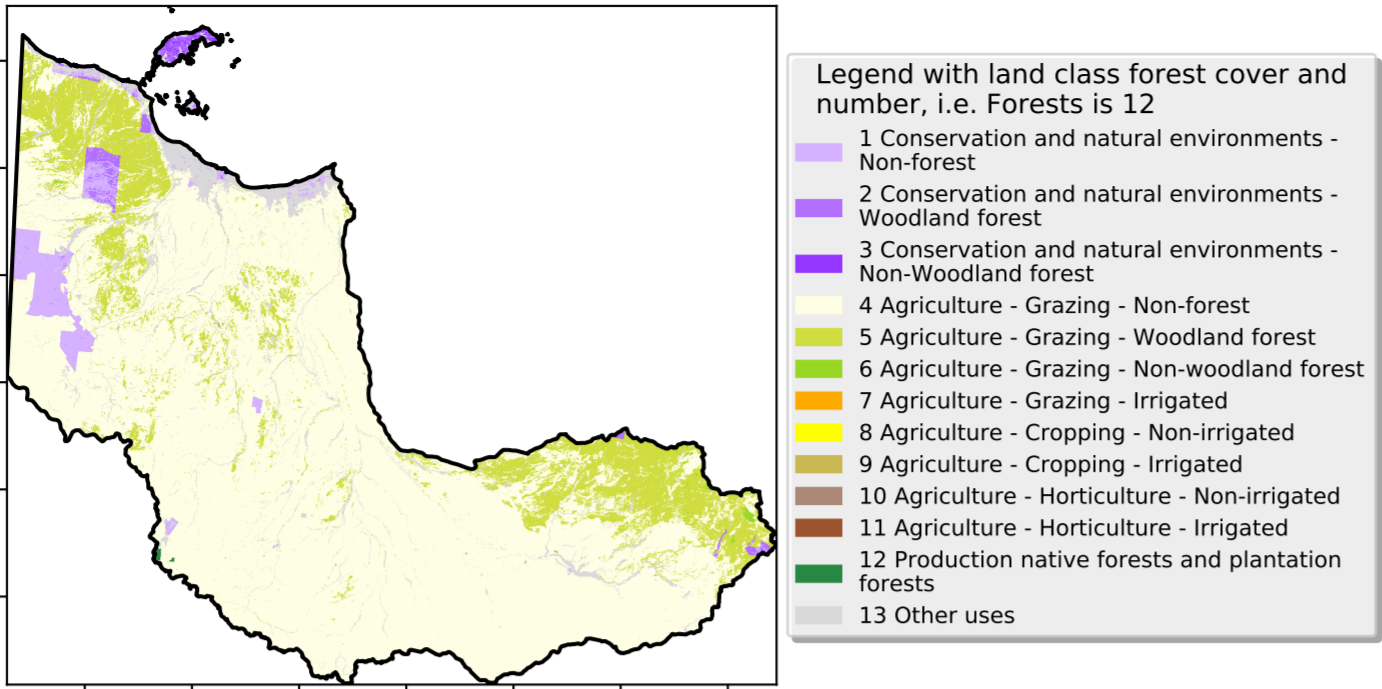 Legend with land class forest cover and
number, i.e. Forests is 12
1 Conservation and natural environments -
Non-forest
2 Conservation and natural environments -
Woodland forest
3 Conservation and natural environments -
Non-Woodland forest
4 Agriculture - Grazing - Non-forest
5 Agriculture - Grazing - Woodland forest
6 Agriculture - Grazing - Non-woodland forest
7 Agriculture - Grazing - Irrigated
8 Agriculture - Cropping - Non-irrigated
9 Agriculture - Cropping - Irrigated
10 Agriculture - Horticulture - Non-irrigated
11 Agriculture - Horticulture - Irrigated
12 Production native forests and plantation
forests
13 Other uses